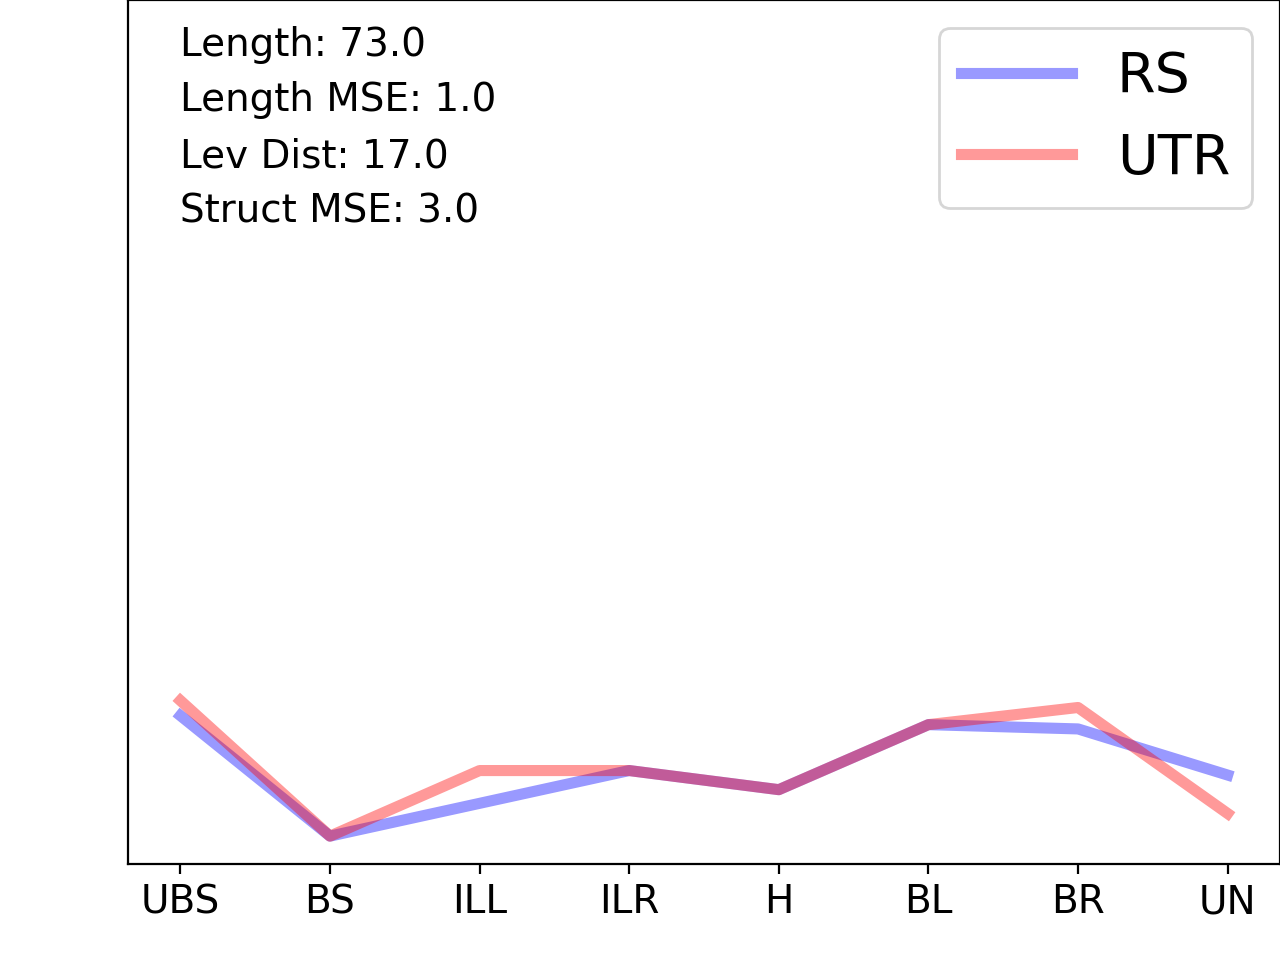 Length: 73.0
Length MSE: 1.0
Lev Dist: 17.0
Struct MSE: 3.0
RS
UTR
UBS BS ILL ILR H BL BR UN